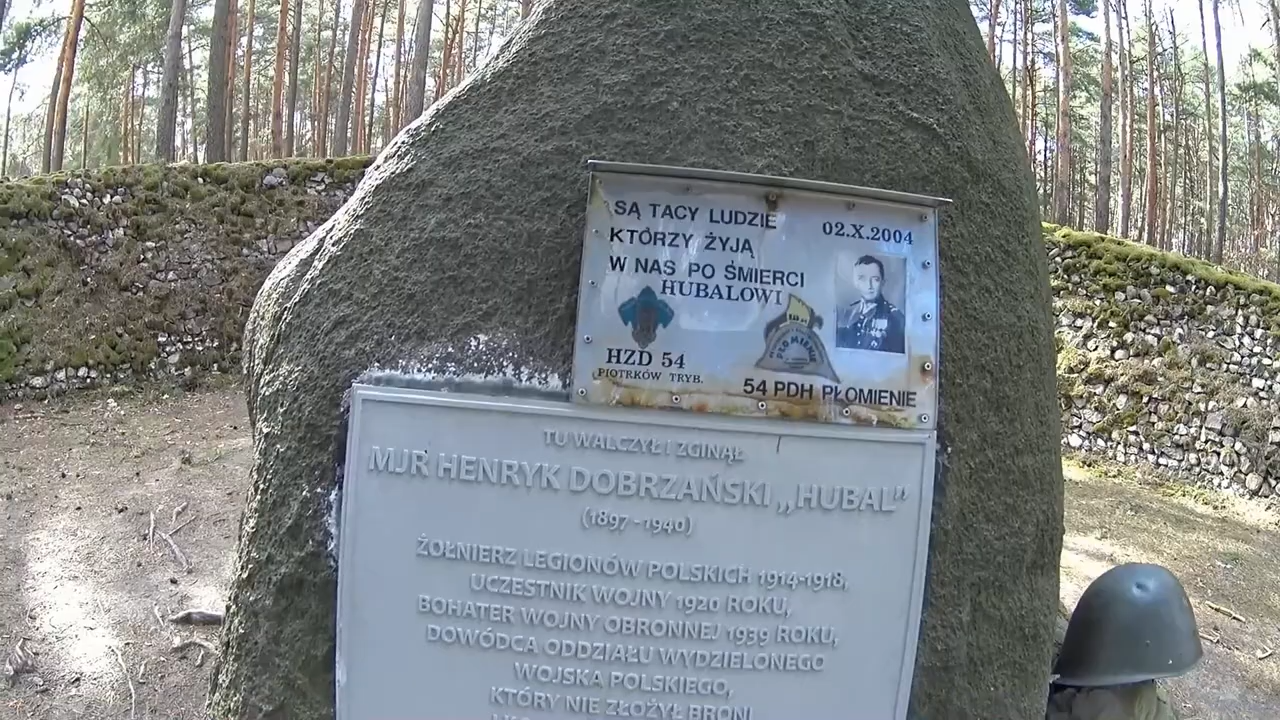 SĄ TACY LUDZIE
KTÓRZY ŻYJĄ
W NAS PO ŚMIERCI
HUBALOWI
02.X.2004
HZD 54
PIOTRKÓW TRYB.
PŁOMIENIE
54 PDH PŁOMIENIE
TU WALCZYŁ I ZGINĄŁ
MJR HENRYK DOBRZAŃSKI „HUBAL”
(1897 - 1940)
ŻOŁNIERZ LEGIONÓW POLSKICH 1914-1918,
UCZESTNIK WOJNY 1920 ROKU,
BOHATER WOJNY OBRONNEJ 1939 ROKU,
DOWÓDCA ODDZIAŁU WYDZIELONEGO
WOJSKA POLSKIEGO,
KTÓRY NIE ZŁOŻYŁ BRONI